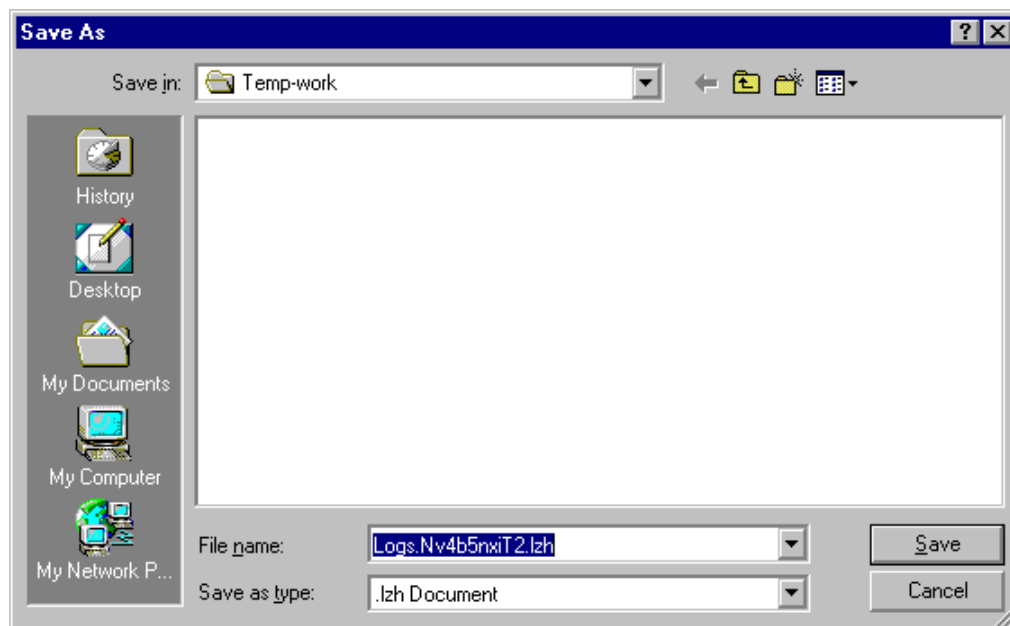 Save As
Save in: Temp-work
History
Desktop
My Documents
My Computer
My Network P...
File name: Logs.Nv4b5nxiT2.lzh Save
Save as type: .lzh Document Cancel